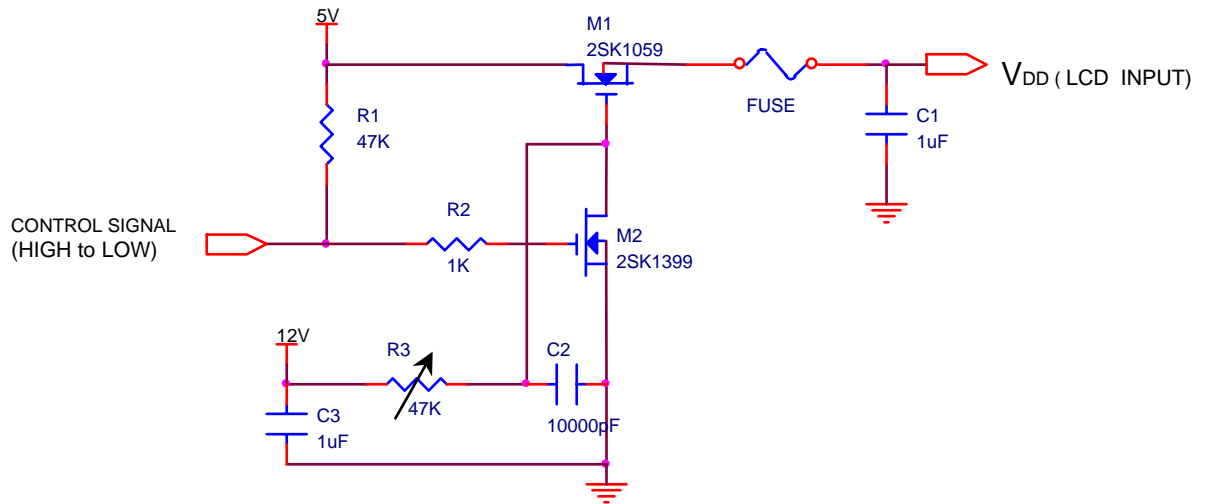 5V
M1
2SK1059
VDD ( LCD INPUT)
FUSE
R1
47K
C1
1uF
CONTROL SIGNAL
(HIGH to LOW)
R2
1K
M2
2SK1399
12V
R3
47K
C2
10000pF
C3
1uF